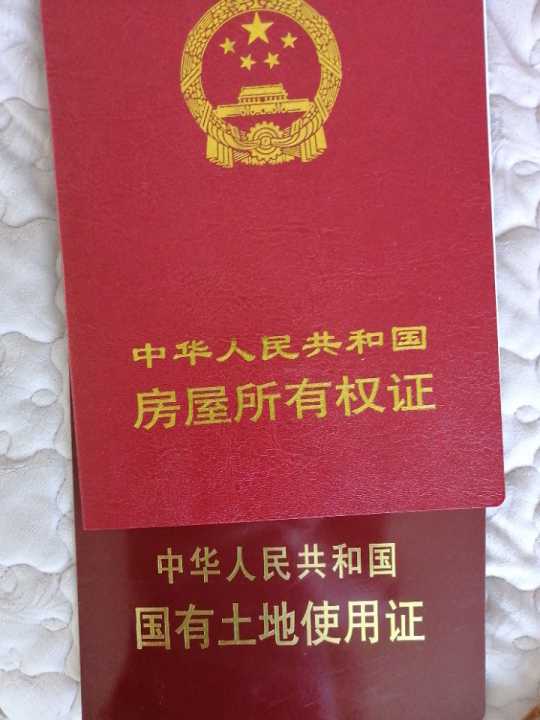 中华人民共和国
房屋所有权证
中华人民共和国
国有土地使用证